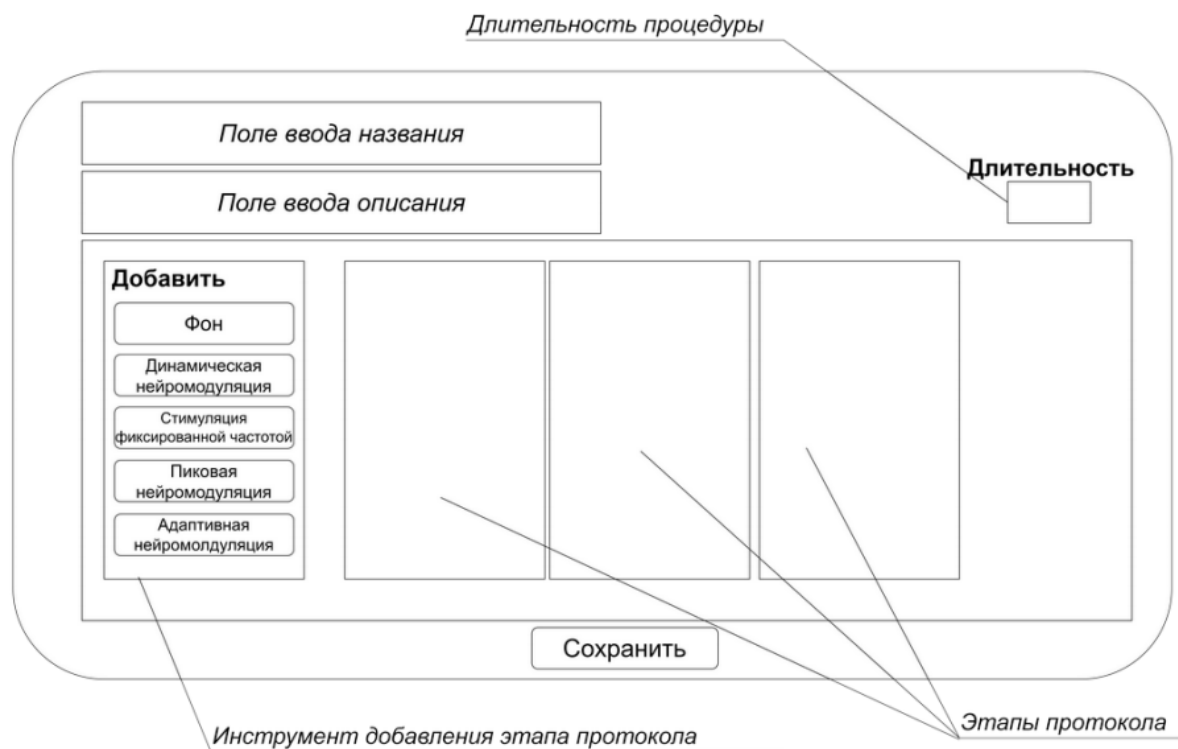 Длительность процедуры
Поле ввода названия
Длительность
Поле ввода описания
Добавить
Фон
Динамическая
нейромодуляция
Стимуляция
фиксированной частотой
Пиковая
нейромодуляция
Адаптивная
нейромолдуляция
Сохранить
Инструмент добавления этапа протокола
Этапы протокола